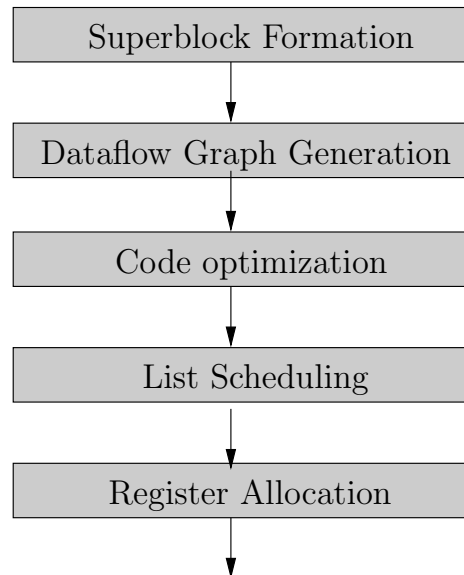 Superblock Formation
Dataflow Graph Generation
Code optimization
List Scheduling
Register Allocation